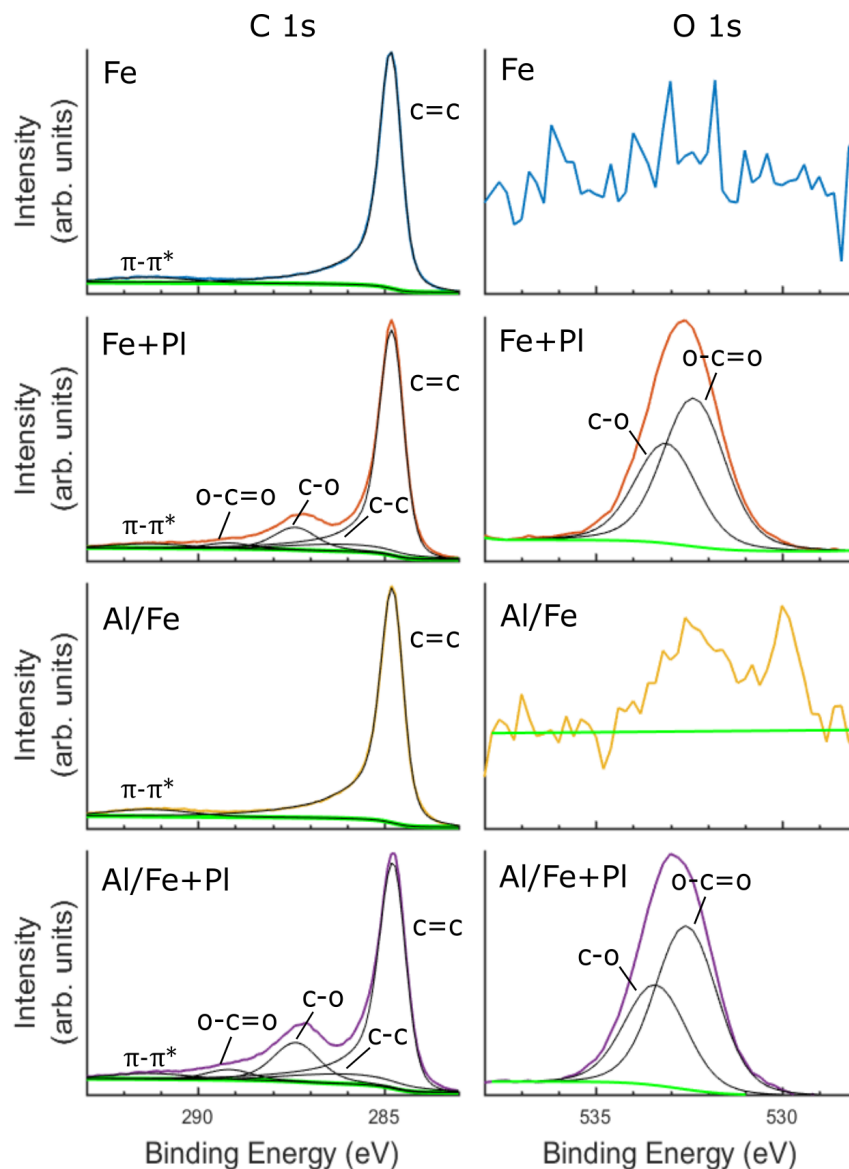 C 1s
O 1s
Fe
c=c
π-π*
Intensity
(arb. units)
Fe
Fe+Pl
c=c
c-o
o-c=o
c-c
π-π*
Intensity
(arb. units)
Fe+Pl
o-c=o
c-o
Al/Fe
c=c
π-π*
Intensity
(arb. units)
Al/Fe
Al/Fe+Pl
c=c
c-o
o-c=o
c-c
π-π*
Intensity
(arb. units)
Al/Fe+Pl
o-c=o
c-o
290
285
535
530
Binding Energy (eV)
Binding Energy (eV)